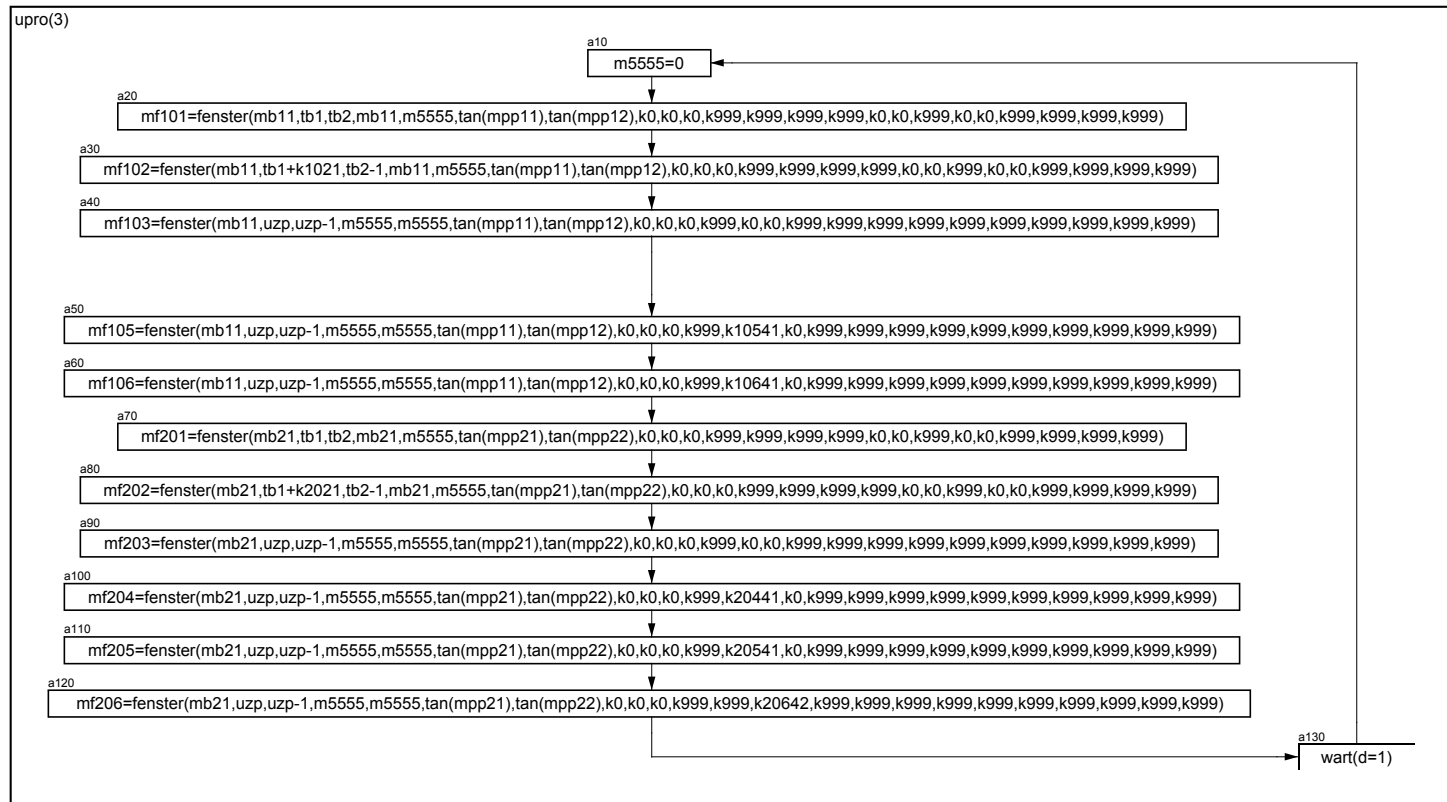 upro(3)
a10
m5555=0
a20
mf101=fenster(mb11,tb1,tb2,mb11,m5555,tan(mpp11),tan(mpp12),k0,k0,k0,k999,k999,k999,k999,k0,k0,k999,k0,k0,k999,k999,k999,k999)
a30
mf102=fenster(mb11,tb1+k1021,tb2-1,mb11,m5555,tan(mpp11),tan(mpp12),k0,k0,k0,k999,k999,k999,k999,k0,k0,k999,k0,k0,k999,k999,k999,k999)
a40
mf103=fenster(mb11,uzp,uzp-1,m5555,m5555,tan(mpp11),tan(mpp12),k0,k0,k0,k999,k0,k0,k999,k999,k999,k999,k999,k999,k999,k999,k999,k999)
a50
mf105=fenster(mb11,uzp,uzp-1,m5555,m5555,tan(mpp11),tan(mpp12),k0,k0,k0,k999,k10541,k0,k999,k999,k999,k999,k999,k999,k999,k999,k999,k999)
a60
mf106=fenster(mb11,uzp,uzp-1,m5555,m5555,tan(mpp11),tan(mpp12),k0,k0,k0,k999,k10641,k0,k999,k999,k999,k999,k999,k999,k999,k999,k999,k999)
a70
mf201=fenster(mb21,tb1,tb2,mb21,m5555,tan(mpp21),tan(mpp22),k0,k0,k0,k999,k999,k999,k999,k0,k0,k999,k0,k0,k999,k999,k999,k999)
a80
mf202=fenster(mb21,tb1+k2021,tb2-1,mb21,m5555,tan(mpp21),tan(mpp22),k0,k0,k0,k999,k999,k999,k999,k0,k0,k999,k0,k0,k999,k999,k999,k999)
a90
mf203=fenster(mb21,uzp,uzp-1,m5555,m5555,tan(mpp21),tan(mpp22),k0,k0,k0,k999,k0,k0,k999,k999,k999,k999,k999,k999,k999,k999,k999,k999)
a100
mf204=fenster(mb21,uzp,uzp-1,m5555,m5555,tan(mpp21),tan(mpp22),k0,k0,k0,k999,k20441,k0,k999,k999,k999,k999,k999,k999,k999,k999,k999,k999)
a110
mf205=fenster(mb21,uzp,uzp-1,m5555,m5555,tan(mpp21),tan(mpp22),k0,k0,k0,k999,k20541,k0,k999,k999,k999,k999,k999,k999,k999,k999,k999,k999)
a120
mf206=fenster(mb21,uzp,uzp-1,m5555,m5555,tan(mpp21),tan(mpp22),k0,k0,k0,k999,k999,k20642,k999,k999,k999,k999,k999,k999,k999,k999,k999,k999)
a130
wart(d=1)